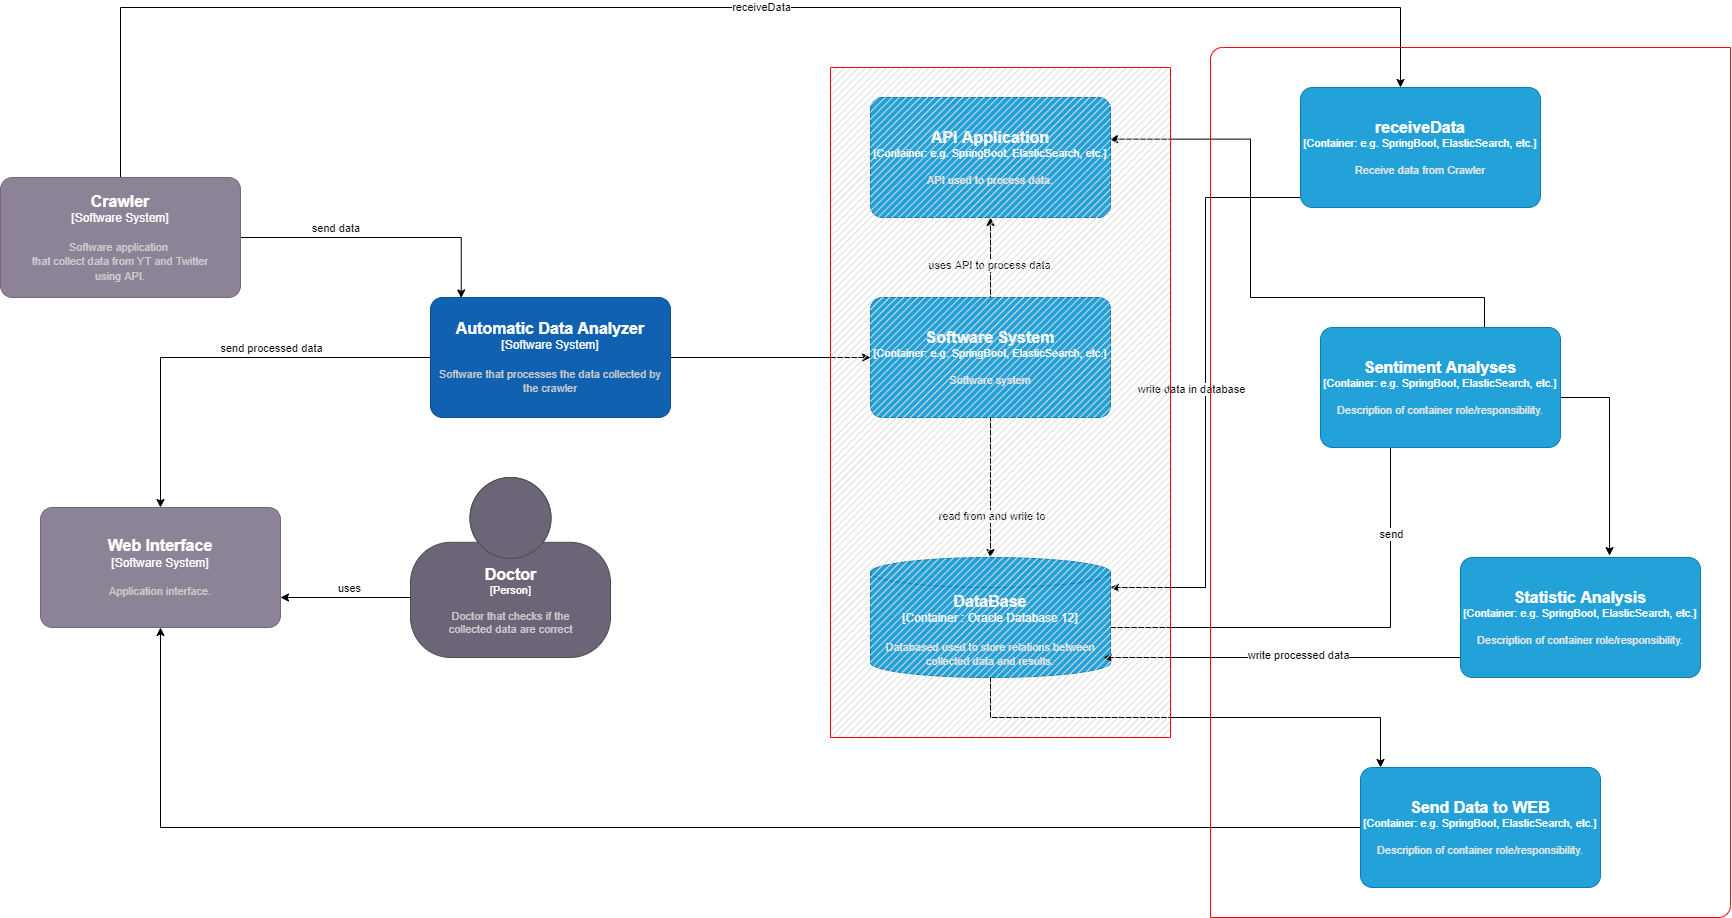 receiveData
API Application
[Container: e.g. SpringBoot, ElasticSearch, etc.]
API used to process data.
receiveData
[Container: e.g. SpringBoot, ElasticSearch, etc.]
Receive data from Crawler
Crawler
[Software System]
Software application
that collect data from YT and Twitter
using API.
send data
uses API to process data
Automatic Data Analyzer
[Software System]
Software that processes the data collected by
the crawler
send processed data
Software System
[Container: e.g. SpringBoot, ElasticSearch, etc.]
Software system
write data in database
Sentiment Analyses
[Container: e.g. SpringBoot, ElasticSearch, etc.]
Description of container role/responsibility.
read from and write to
send
Web Interface
[Software System]
Application interface.
uses
Doctor
[Person]
Doctor that checks if the
collected data are correct
DataBase
[Container : Oracle Database 12]
Databased used to store relations between
collected data and results.
write processed data
Statistic Analysis
[Container: e.g. SpringBoot, ElasticSearch, etc.]
Description of container role/responsibility.
Send Data to WEB
[Container: e.g. SpringBoot, ElasticSearch, etc.]
Description of container role/responsibility.